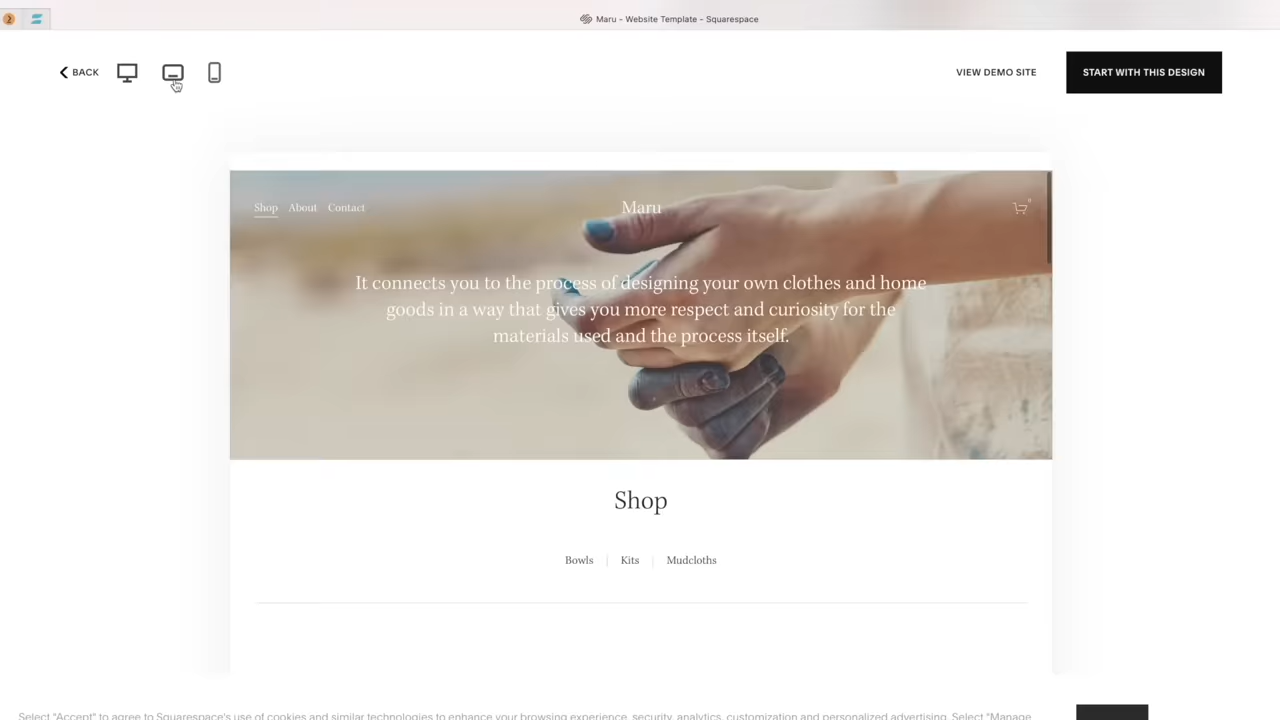 2
Maru - Website Template - Squarespace
BACK
VIEW DEMO SITE
START WITH THIS DESIGN
Shop About Contact
Maru
0
It connects you to the process of designing your own clothes and home
goods in a way that gives you more respect and curiosity for the
materials used and the process itself.
Shop
Bowls | Kits | Mudcloths
Select "Accept" to agree to Squarespace's use of cookies and similar technologies to enhance your browsing experience, security, analytics, customization and personalized advertising. Select "Manage